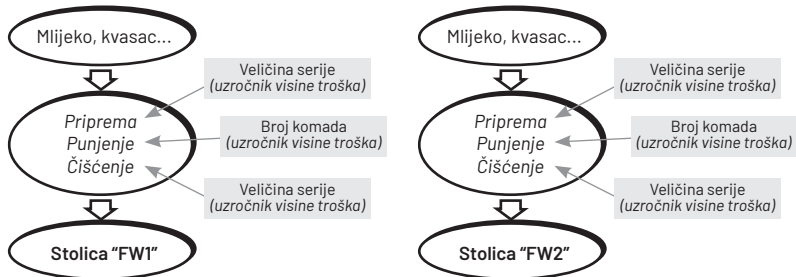 Mlijeko, kvasac...
Veličina serije
(uzročnik visine troška)
Priprema
Punjenje
Čišćenje
Broj komada
(uzročnik visine troška)
Veličina serije
(uzročnik visine troška)
Stolica "FW1"
Mlijeko, kvasac...
Veličina serije
(uzročnik visine troška)
Priprema
Punjenje
Čišćenje
Broj komada
(uzročnik visine troška)
Veličina serije
(uzročnik visine troška)
Stolica "FW2"